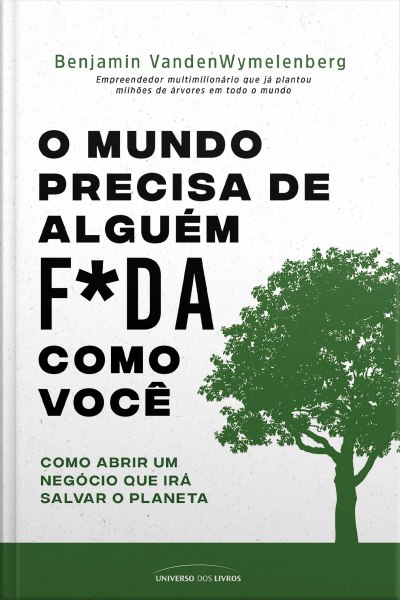 Benjamin VandenWymelenberg
Empreendedor multimilionário que já plantou
milhões de árvores em todo o mundo
O MUNDO
PRECISA DE
ALGUÉM
F*DA
COMO
VOCÊ
COMO ABRIR UM
NEGÓCIO QUE IRÁ
SALVAR O PLANETA
UNIVERSO DOS LIVROS